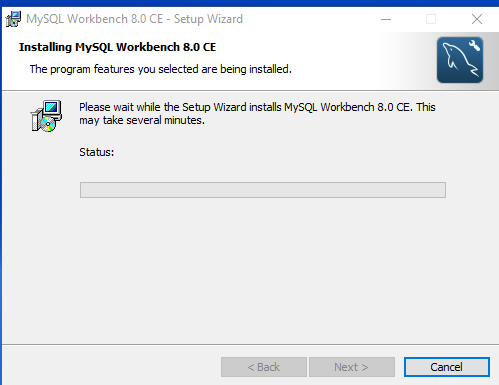 MySQL Workbench 8.0 CE - Setup Wizard
Installing MySQL Workbench 8.0 CE
The program features you selected are being installed.
Please wait while the Setup Wizard installs MySQL Workbench 8.0 CE. This
may take several minutes.
Status:
< Back
Next >
Cancel